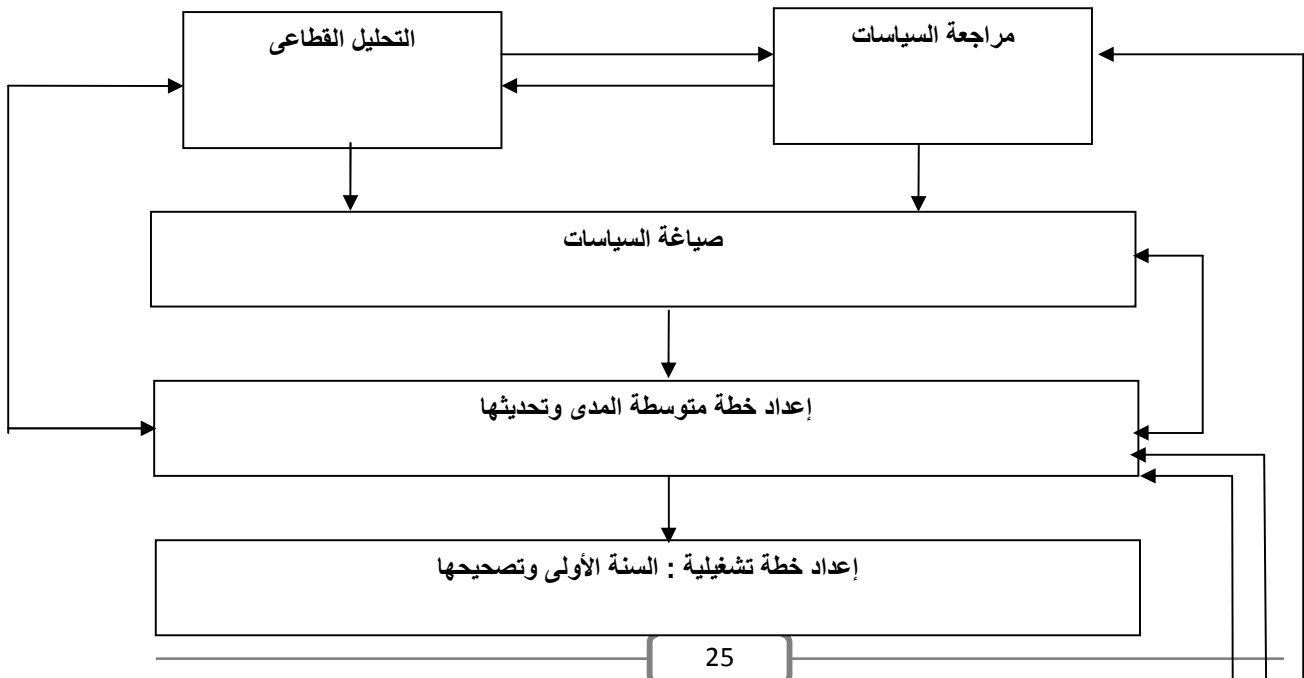 مراجعة السياسات
التحليل القطاعى
صياغة السياسات
إعداد خطة متوسطة المدى وتحديثها
إعداد خطة تشغيلية : السنة الأولى وتصحيحها
25